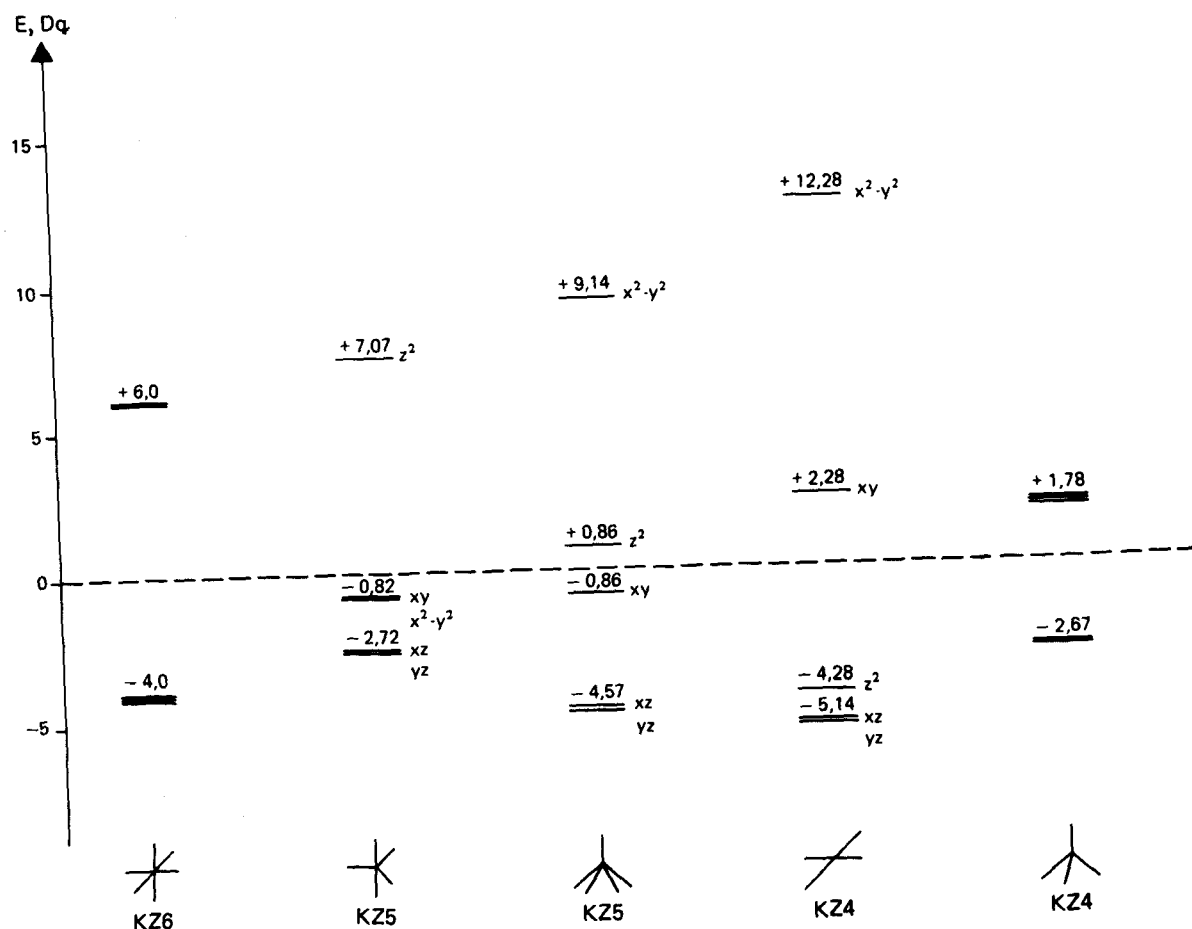 E, Dq
15
+ 12,28 x²-y²
10
+ 9,14 x²-y²
+ 7,07 z²
+ 6,0
5
+ 2,28 xy
+ 1,78
+ 0,86 z²
0
− 0,82 xy
x²-y²
− 0,86 xy
− 2,72 xz
yz
− 2,67
− 4,0
− 4,57 xz
yz
− 4,28 z²
− 5,14 xz
yz
−5
KZ6 KZ5 KZ5 KZ4 KZ4